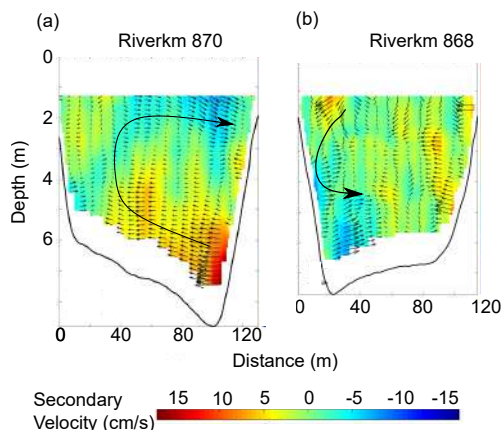 (a)
Riverkm 870
(b)
Riverkm 868
Depth (m)
2
4
6
0 40 80 120
0 40 80 120
Distance (m)
Secondary
Velocity (cm/s)
15 10 5 0 -5 -10 -15